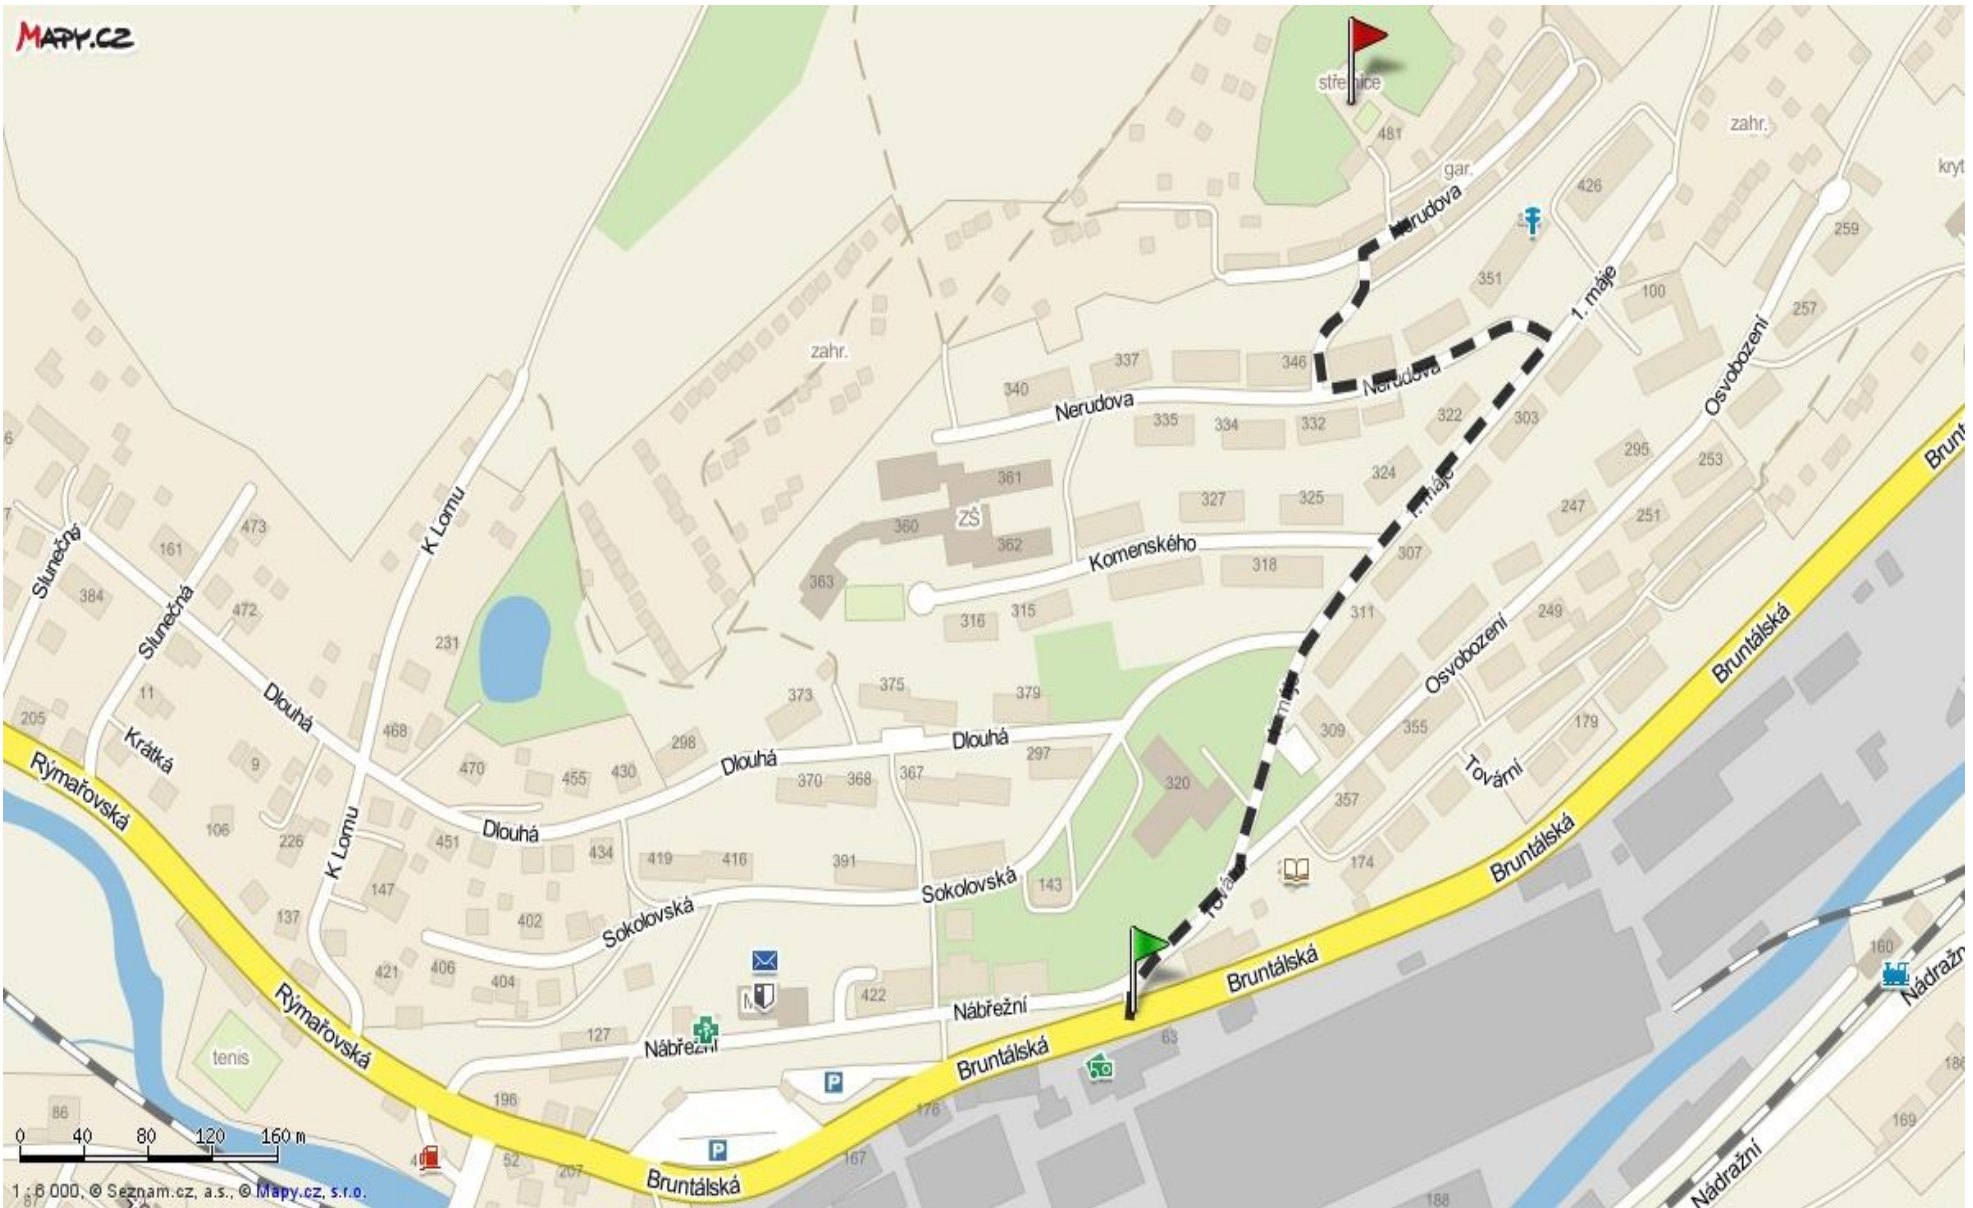 MAPY.CZ
střelnice
481
zahr.
gar.
426
Nerudova
259
351
1. máje
100
257
zahr.
337
346
340
Nerudova
Nerudova
Osvobození
335
334
332
322
303
295
253
Brunt
361
324
K Lomu
327
325
1. máje
247
251
473
ZŠ
360
362
Komenského
307
Slunečná
161
363
318
384
Slunečná
472
316
315
311
249
Bruntálská
231
Osvobození
11
Dlouhá
373
375
379
205
Krátká
468
298
Dlouhá
Dlouhá
1. máje
309
355
179
9
470
455
430
370
368
367
297
320
Tovární
Rýmařovská
357
106
226
K Lomu
451
Dlouhá
434
419
416
391
Bruntálská
147
Sokolovská
143
174
137
402
Sokolovská
421
406
404
422
Bruntálská
160
Nádražn
Rýmařovská
Nábřežní
127
Nábřežní
63
Bruntálská
tenis
P
196
176
86
169
0 40 80 120 160 m
P
52
207
167
Bruntálská
188
Nádražní
1 : 6 000, © Seznam.cz, a.s., © Mapy.cz, s.r.o.
87